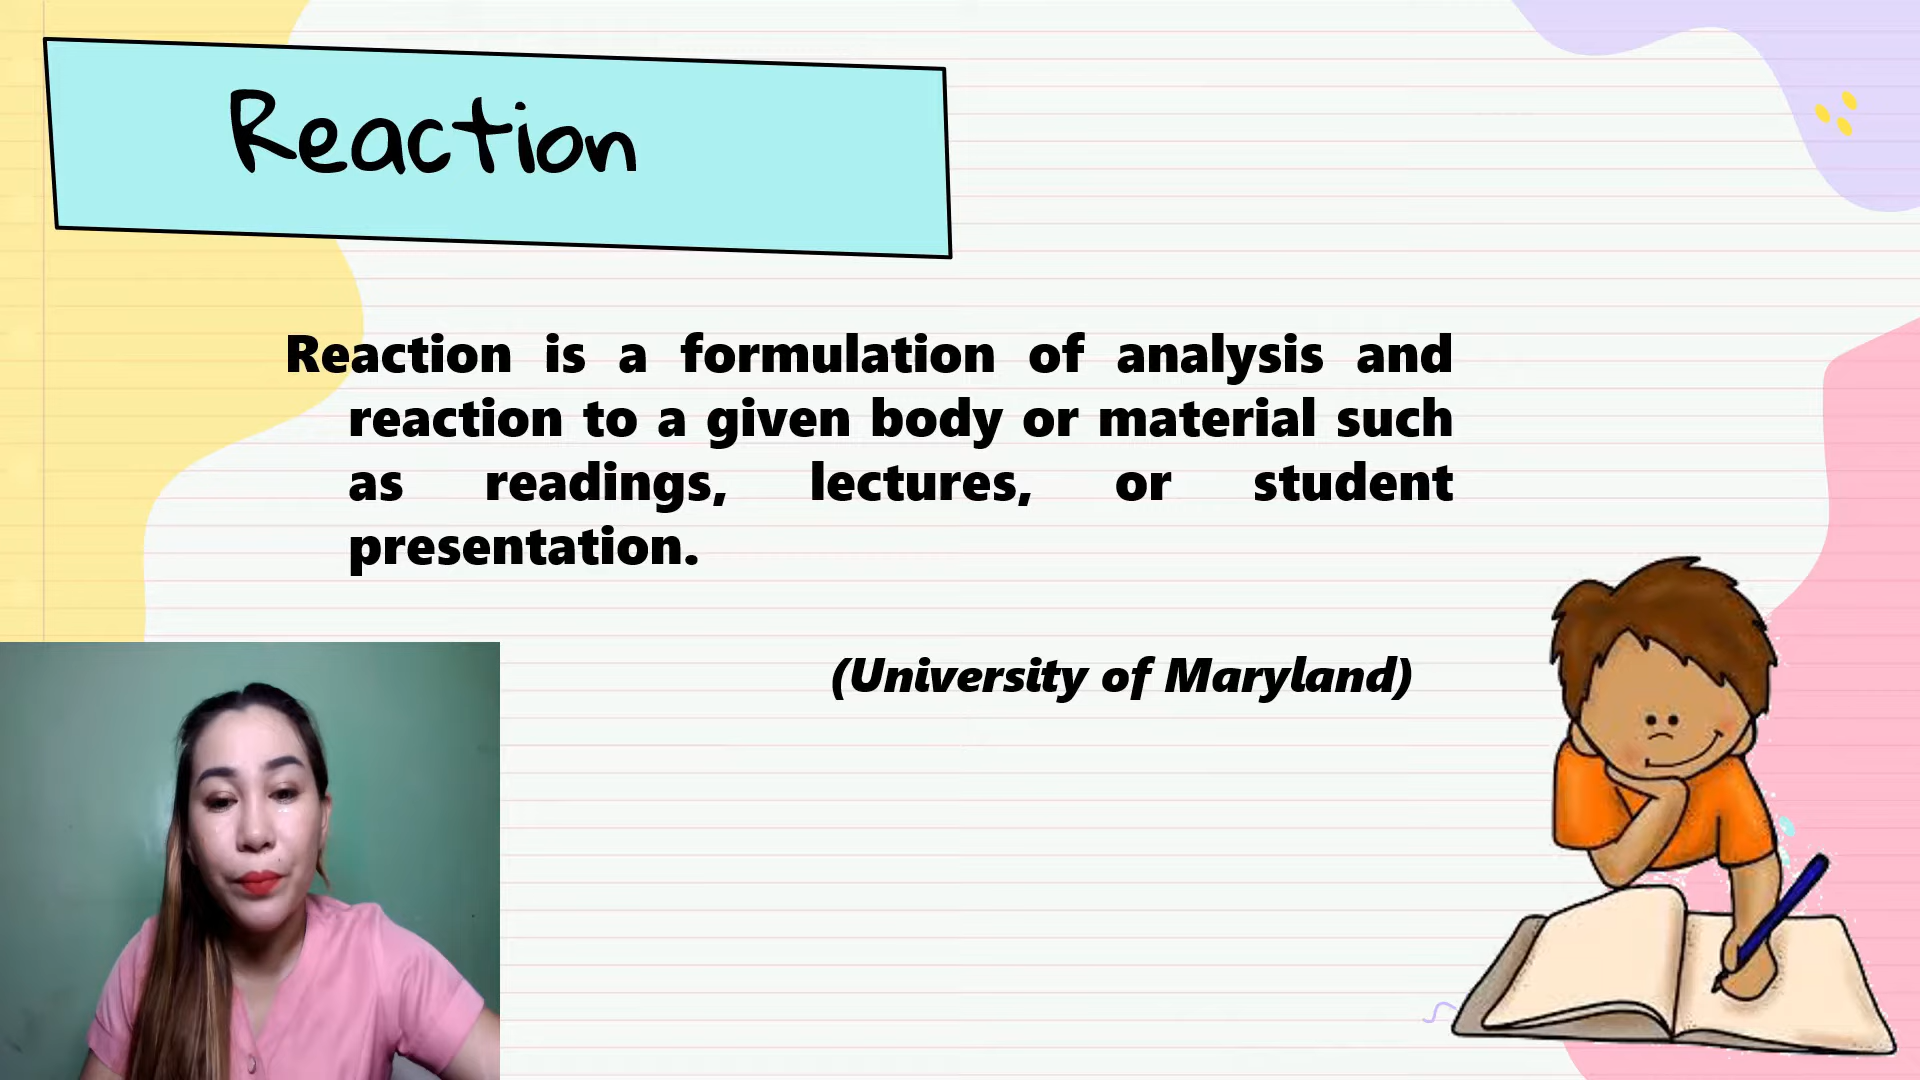 Reaction
Reaction is a formulation of analysis and
reaction to a given body or material such
as readings, lectures, or student
presentation.
(University of Maryland)